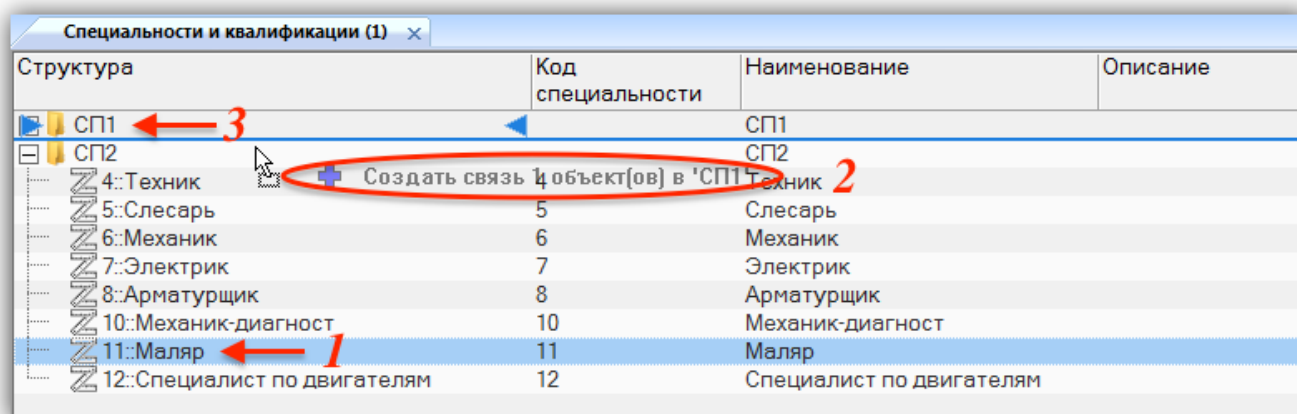 Специальности и квалификации (1)
Структура Код специальности Наименование Описание
СП1 3 СП1
СП2 СП2
Создать связь 1 объект(ов) в 'СП1 2
4::Техник 4 Техник
5::Слесарь 5 Слесарь
6::Механик 6 Механик
7::Электрик 7 Электрик
8::Арматурщик 8 Арматурщик
10::Механик-диагност 10 Механик-диагност
11::Маляр 1 11 Маляр
12::Специалист по двигателям 12 Специалист по двигателям